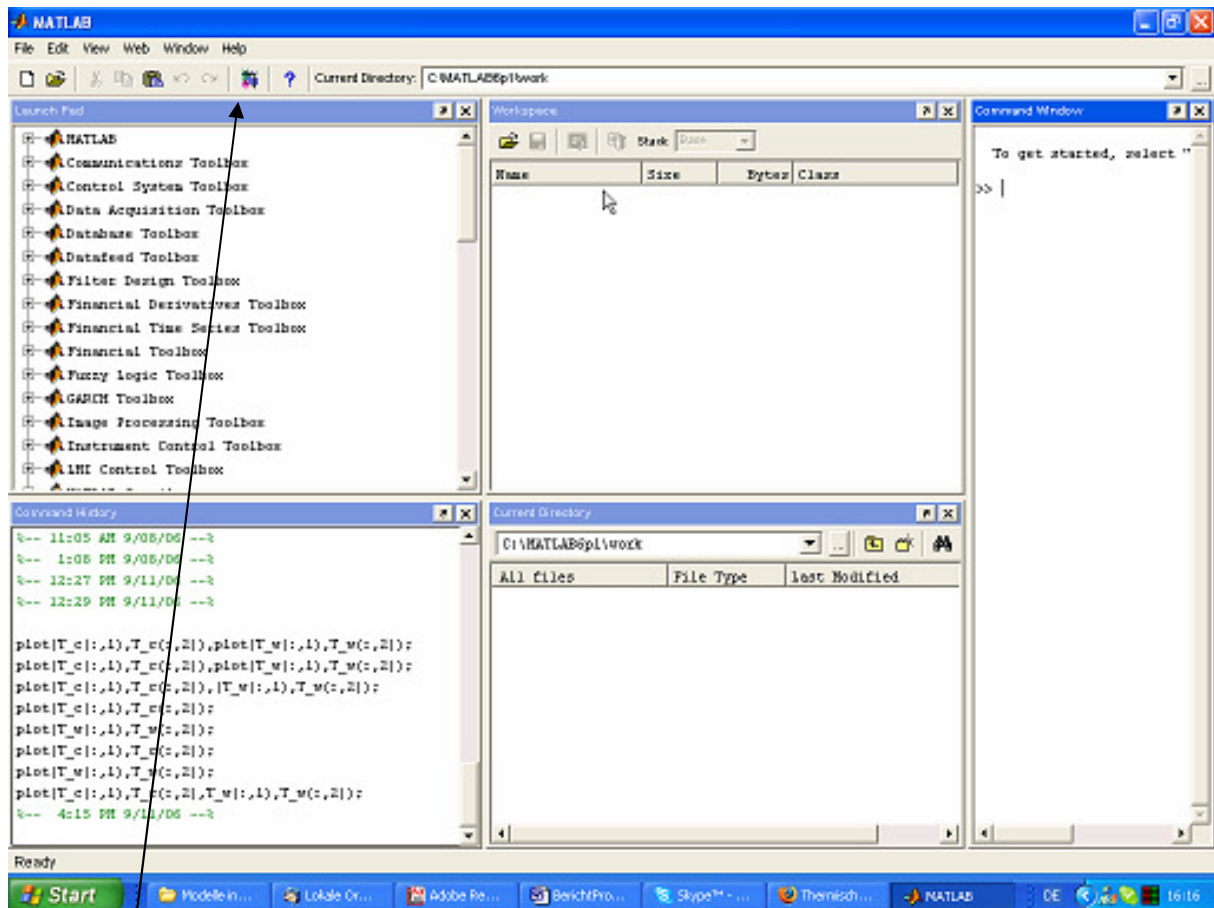 MATLAB
File Edit View Web Window Help
Current Directory: C:\MATLAB6p1\work
Launch Pad
MATLAB
Communications Toolbox
Control System Toolbox
Data Acquisition Toolbox
Database Toolbox
Datafeed Toolbox
Filter Design Toolbox
Financial Derivatives Toolbox
Financial Time Series Toolbox
Financial Toolbox
Fuzzy Logic Toolbox
GARCH Toolbox
Image Processing Toolbox
Instrument Control Toolbox
LMI Control Toolbox
Workspace
Stack: Base
Name Size Bytes Class
Command Window
To get started, select "
>>
Command History
%-- 11:05 AM 9/08/06 --%
%-- 1:08 PM 9/08/06 --%
%-- 12:27 PM 9/11/06 --%
%-- 12:29 PM 9/11/06 --%
plot(T_c(:,1),T_c(:,2)),plot(T_w(:,1),T_w(:,2));
plot(T_c(:,1),T_c(:,2)),plot(T_w(:,1),T_w(:,2));
plot(T_c(:,1),T_c(:,2)),(T_w(:,1),T_w(:,2));
plot(T_c(:,1),T_c(:,2));
plot(T_w(:,1),T_w(:,2));
plot(T_c(:,1),T_c(:,2));
plot(T_w(:,1),T_w(:,2));
plot(T_c(:,1),T_c(:,2),T_w(:,1),T_w(:,2));
%-- 4:15 PM 9/11/06 --%
Current Directory
C:\MATLAB6p1\work
...
All files File Type Last Modified
Ready
Start Modelle in... Lokale Or... Adobe Re... BerichtPro... Skype™ - ... Thermisch... MATLAB DE 16:16